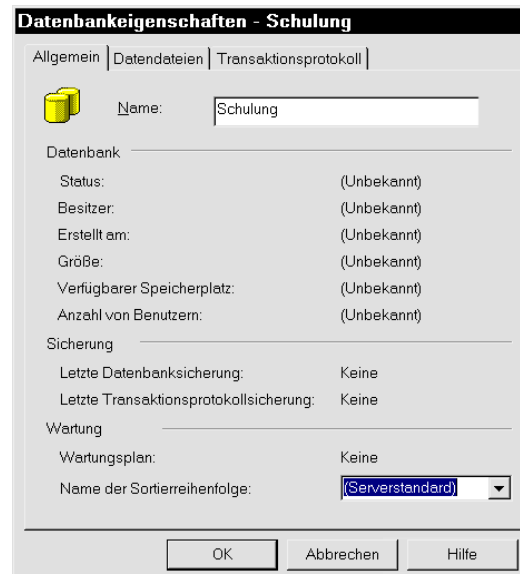 Datenbankeigenschaften - Schulung
Allgemein Datendateien Transaktionsprotokoll
Name: Schulung
Datenbank
Status: (Unbekannt)
Besitzer: (Unbekannt)
Erstellt am: (Unbekannt)
Größe: (Unbekannt)
Verfügbarer Speicherplatz: (Unbekannt)
Anzahl von Benutzern: (Unbekannt)
Sicherung
Letzte Datenbanksicherung: Keine
Letzte Transaktionsprotokollsicherung: Keine
Wartung
Wartungsplan: Keine
Name der Sortierreihenfolge: (Serverstandard)
OK Abbrechen Hilfe